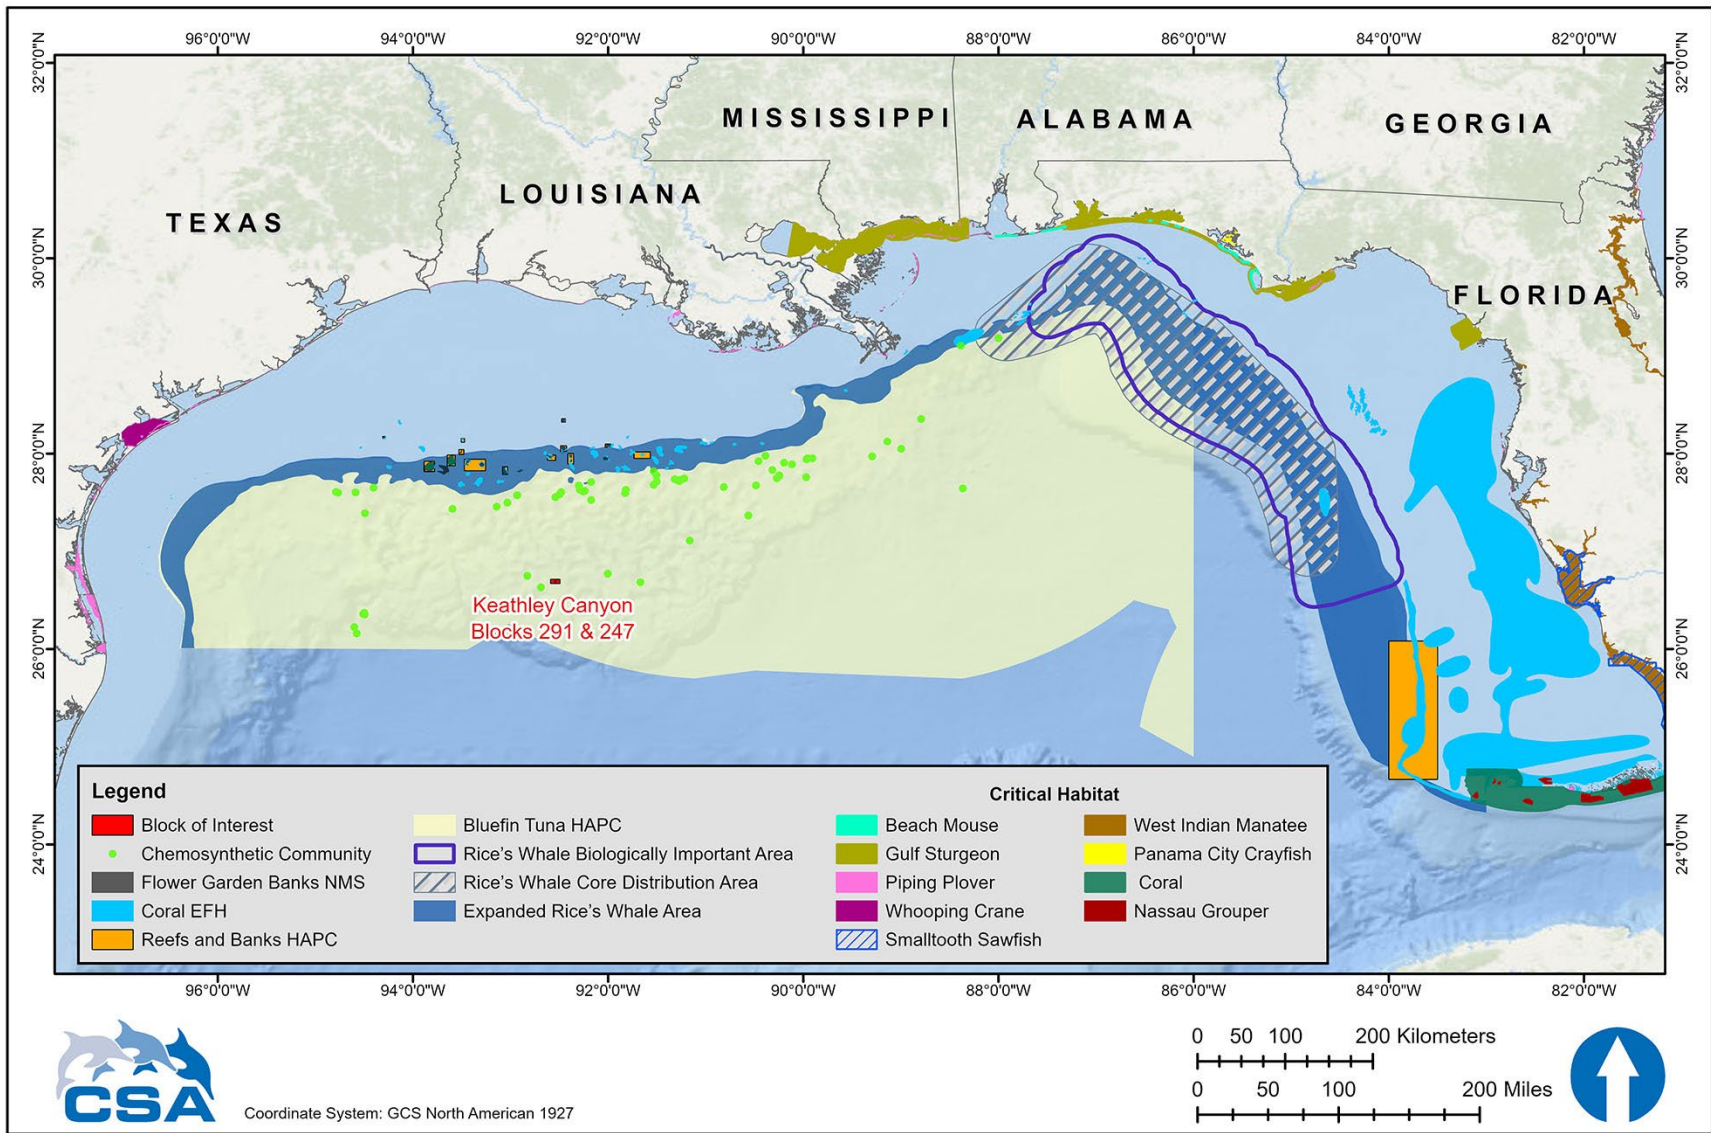 96°0'0"W 94°0'0"W 92°0'0"W 90°0'0"W 88°0'0"W 86°0'0"W 84°0'0"W 82°0'0"W
32°0'0"N 32°0'0"N
MISSISSIPPI ALABAMA GEORGIA
LOUISIANA
TEXAS
30°0'0"N 30°0'0"N
FLORIDA
28°0'0"N 28°0'0"N
Keathley Canyon
Blocks 291 & 247
26°0'0"N 26°0'0"N
24°0'0"N 24°0'0"N
Legend
Block of Interest
Chemosynthetic Community
Flower Garden Banks NMS
Coral EFH
Reefs and Banks HAPC
Bluefin Tuna HAPC
Rice's Whale Biologically Important Area
Rice's Whale Core Distribution Area
Expanded Rice's Whale Area
Critical Habitat
Beach Mouse
Gulf Sturgeon
Piping Plover
Whooping Crane
Smalltooth Sawfish
West Indian Manatee
Panama City Crayfish
Coral
Nassau Grouper
96°0'0"W 94°0'0"W 92°0'0"W 90°0'0"W 88°0'0"W 86°0'0"W 84°0'0"W 82°0'0"W
CSA
Coordinate System: GCS North American 1927
0 50 100 200 Kilometers
0 50 100 200 Miles